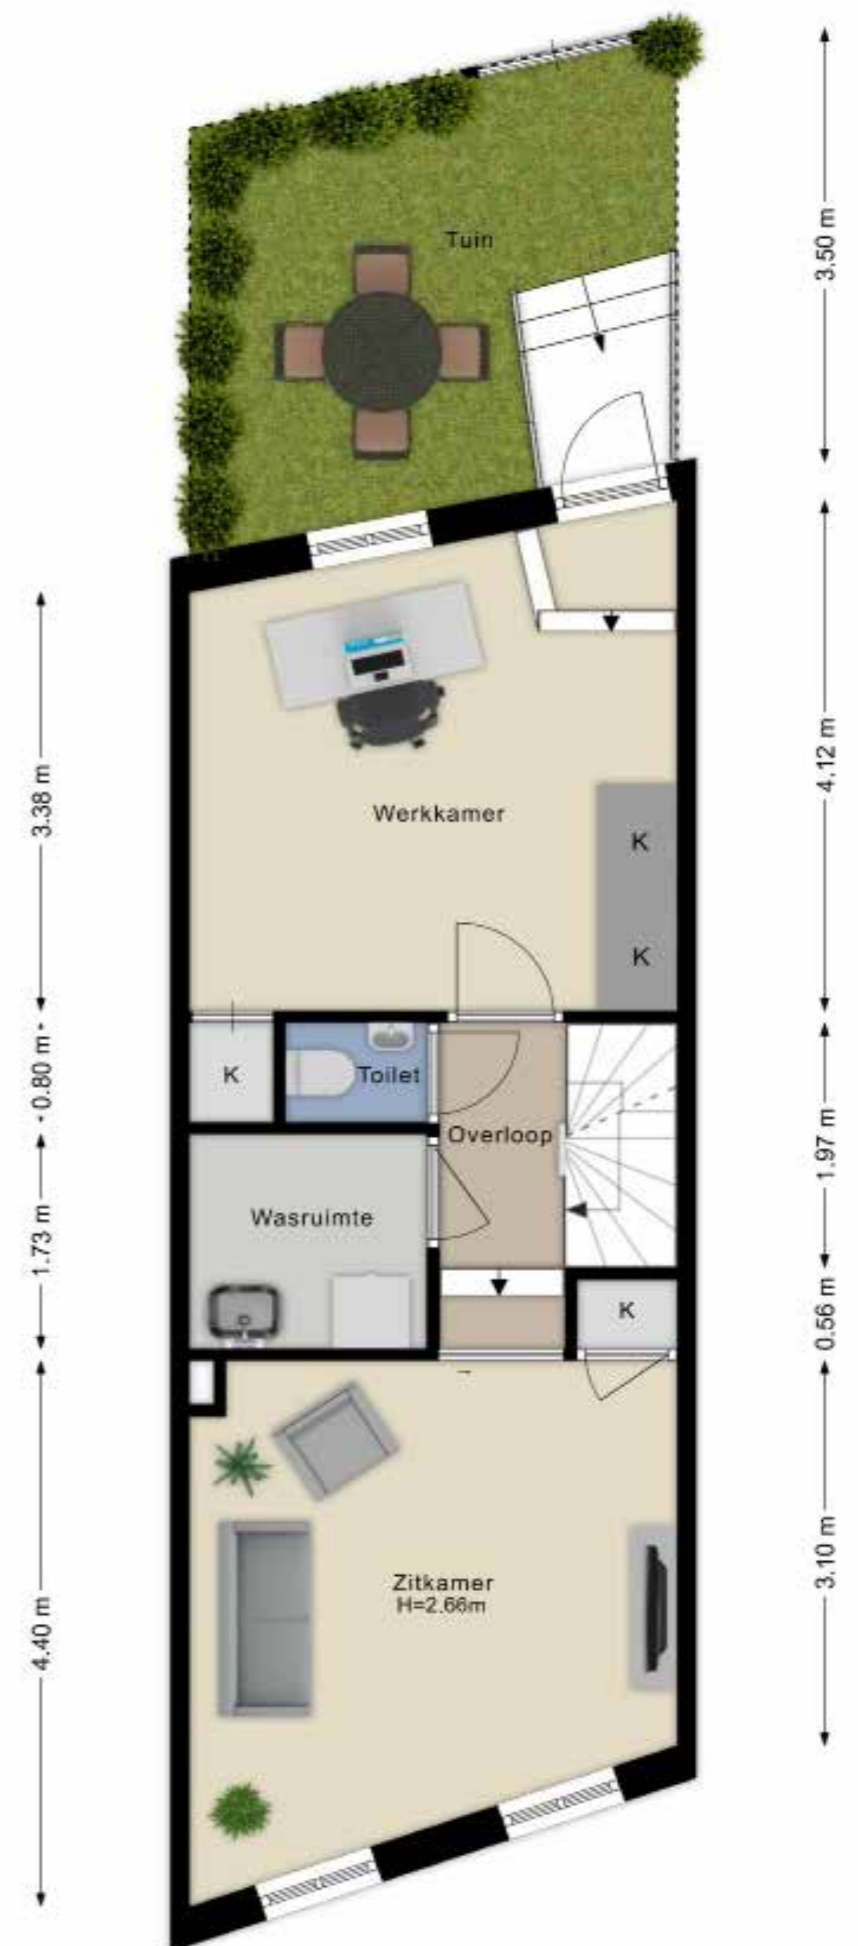 Tuin
3.50 m
Werkkamer
K
K
3.38 m
4.12 m
K
Toilet
0.80 m
Overloop
1.97 m
Wasruimte
1.73 m
K
0.56 m
Zitkamer
H=2.66m
4.40 m
3.10 m